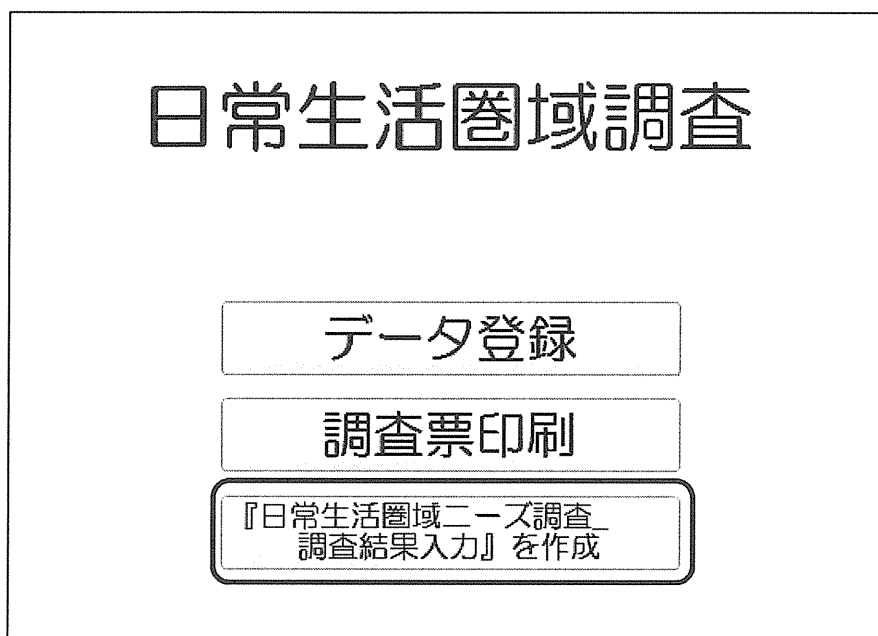 日常生活圏域調査
データ登録
調査票印刷
『日常生活圏域ニーズ調査_
調査結果入力』を作成